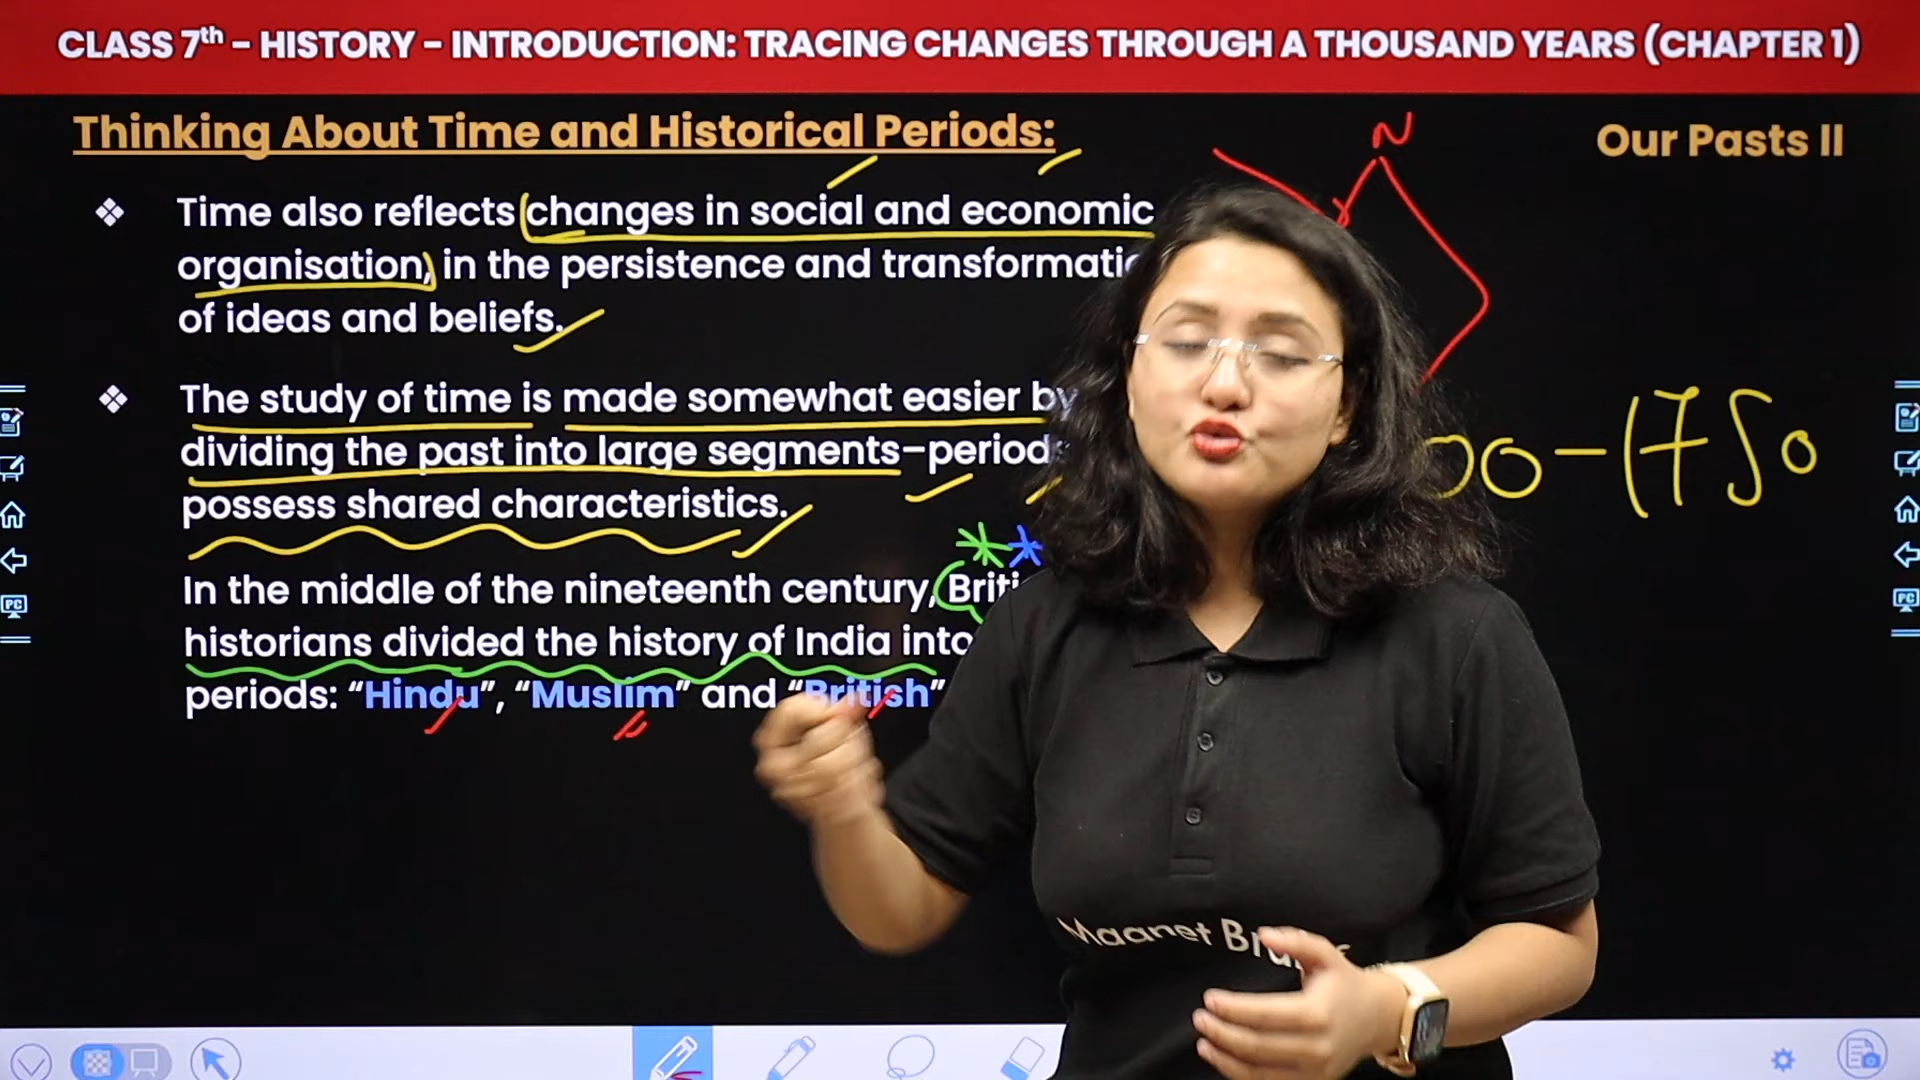 CLASS 7th – HISTORY – INTRODUCTION: TRACING CHANGES THROUGH A THOUSAND YEARS (CHAPTER 1)
Thinking About Time and Historical Periods:
Our Pasts II
N
Time also reflects changes in social and economic
organisation, in the persistence and transformati
of ideas and beliefs.
The study of time is made somewhat easier by
dividing the past into large segments–period
possess shared characteristics.
00 – 1750
In the middle of the nineteenth century, Briti
historians divided the history of India into
periods: “Hindu”, “Muslim” and “British”
PC
PC